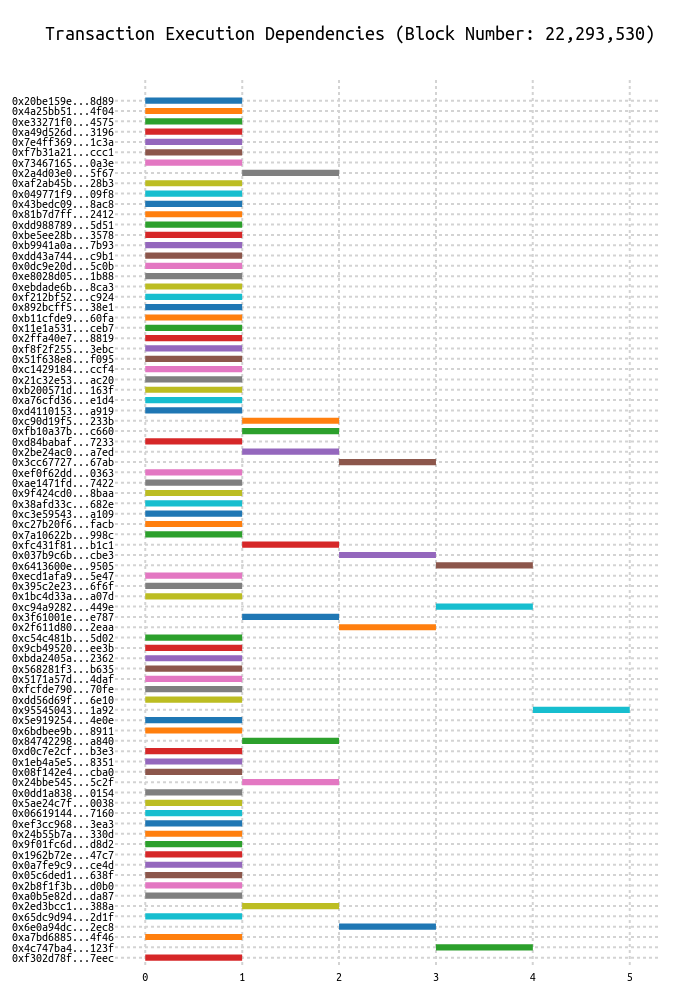 Transaction Execution Dependencies (Block Number: 22,293,530)
0x20be159e...8d89
0x4a25bb51...4f04
0xe33271f0...4575
0xa49d526d...3196
0x7e4ff369...1c3a
0xf7b31a21...ccc1
0x73467165...0a3e
0x2a4d03e0...5f67
0xaf2ab45b...28b3
0x049771f9...09f8
0x43bedc09...8ac8
0x81b7d7ff...2412
0xdd988789...5d51
0xbe5ee28b...3578
0xb9941a0a...7b93
0xdd43a744...c9b1
0x0dc9e20d...5c0b
0xe8028d05...1b88
0xebdade6b...8ca3
0xf212bf52...c924
0x892bcff5...38e1
0xb11cfde9...60fa
0x11e1a531...ceb7
0x2ffa40e7...8819
0xf8f2f255...3ebc
0x51f638e8...f095
0xc1429184...ccf4
0x21c32e53...ac20
0xb200571d...163f
0xa76cfd36...e1d4
0xd4110153...a919
0xc90d19f5...233b
0xfb10a37b...c660
0xd84babaf...7233
0x2be24ac0...a7ed
0x3cc67727...67ab
0xef0f62dd...0363
0xae1471fd...7422
0x9f424cd0...8baa
0x38afd33c...682e
0xc3e59543...a109
0xc27b20f6...facb
0x7a10622b...998c
0xfc431f81...b1c1
0x037b9c6b...cbe3
0x6413600e...9505
0xecd1afa9...5e47
0x395c2e23...6f6f
0x1bc4d33a...a07d
0xc94a9282...449e
0x3f61001e...e787
0x2f611d80...2eaa
0xc54c481b...5d02
0x9cb49520...ee3b
0xbda2405a...2362
0x568281f3...b635
0x5171a57d...4daf
0xfcfde790...70fe
0xdd56d69f...6e10
0x95545043...1a92
0x5e919254...4e0e
0x6bdbee9b...8911
0x84742298...a840
0xd0c7e2cf...b3e3
0x1eb4a5e5...8351
0x08f142e4...cba0
0x24bbe545...5c2f
0x0dd1a838...0154
0x5ae24c7f...0038
0x06619144...7160
0xef3cc968...3ea3
0x24b55b7a...330d
0x9f01fc6d...d8d2
0x1962b72e...47c7
0x0a7fe9c9...ce4d
0x05c6ded1...638f
0x2b8f1f3b...d0b0
0xa0b5e82d...da87
0x2ed3bcc1...388a
0x65dc9d94...2d1f
0x6e0a94dc...2ec8
0xa7bd6885...4f46
0x4c747ba4...123f
0xf302d78f...7eec
0 1 2 3 4 5